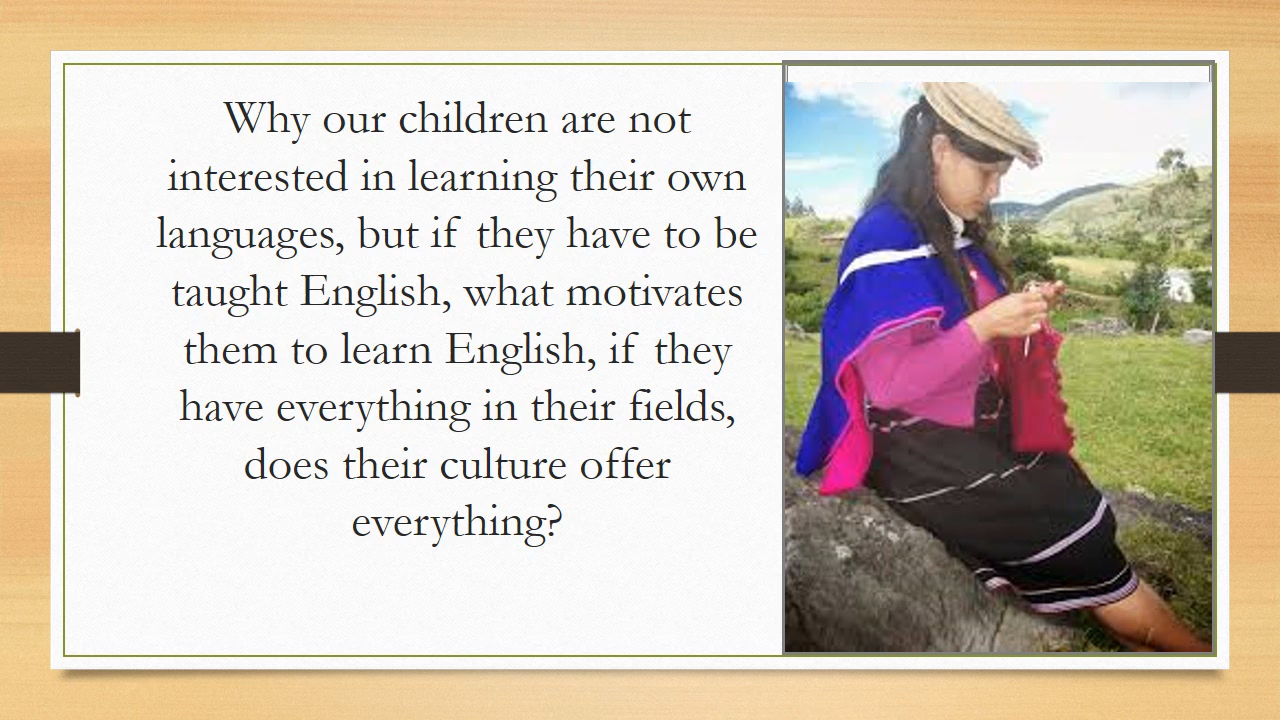 Why our children are not
interested in learning their own
languages, but if they have to be
taught English, what motivates
them to learn English, if they
have everything in their fields,
does their culture offer
everything?